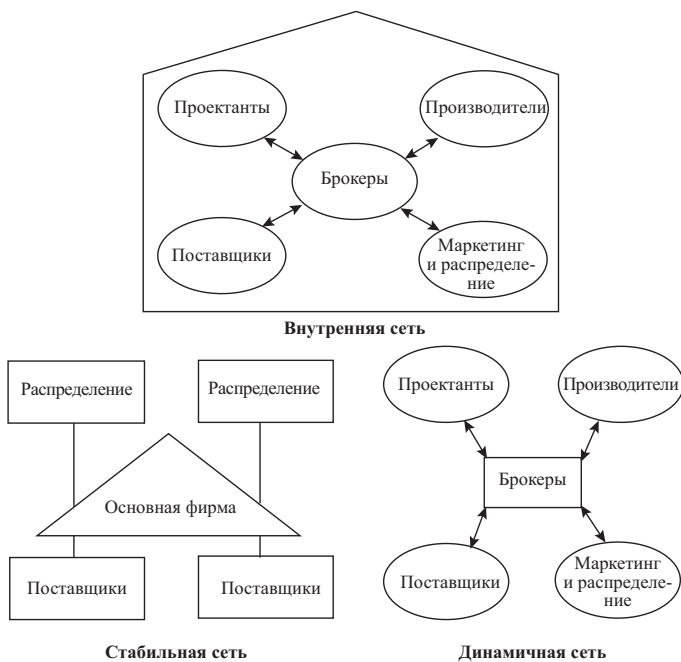 Проектанты
Производители
Брокеры
Поставщики
Маркетинг
и распределе-
ние
Внутренняя сеть
Распределение
Распределение
Основная фирма
Поставщики
Поставщики
Стабильная сеть
Проектанты
Производители
Брокеры
Поставщики
Маркетинг
и распределе-
ние
Динамичная сеть